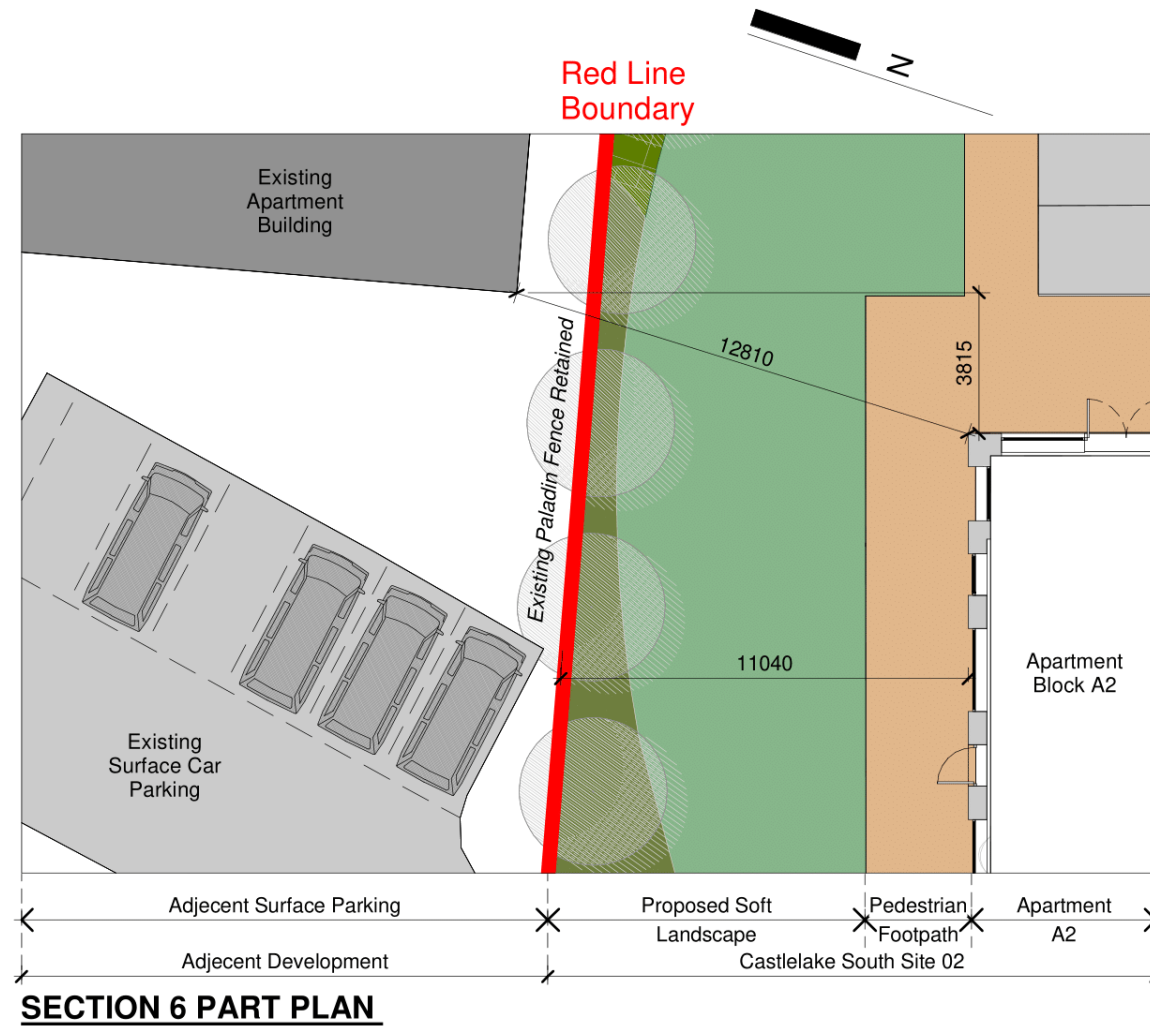 N
Red Line
Boundary
Existing
Apartment
Building
Existing Paladin Fence Retained
12810
3815
11040
Apartment
Block A2
Existing
Surface Car
Parking
Adjecent Surface Parking
Proposed Soft
Landscape
Pedestrian
Footpath
Apartment
A2
Adjecent Development
Castlelake South Site 02
SECTION 6 PART PLAN